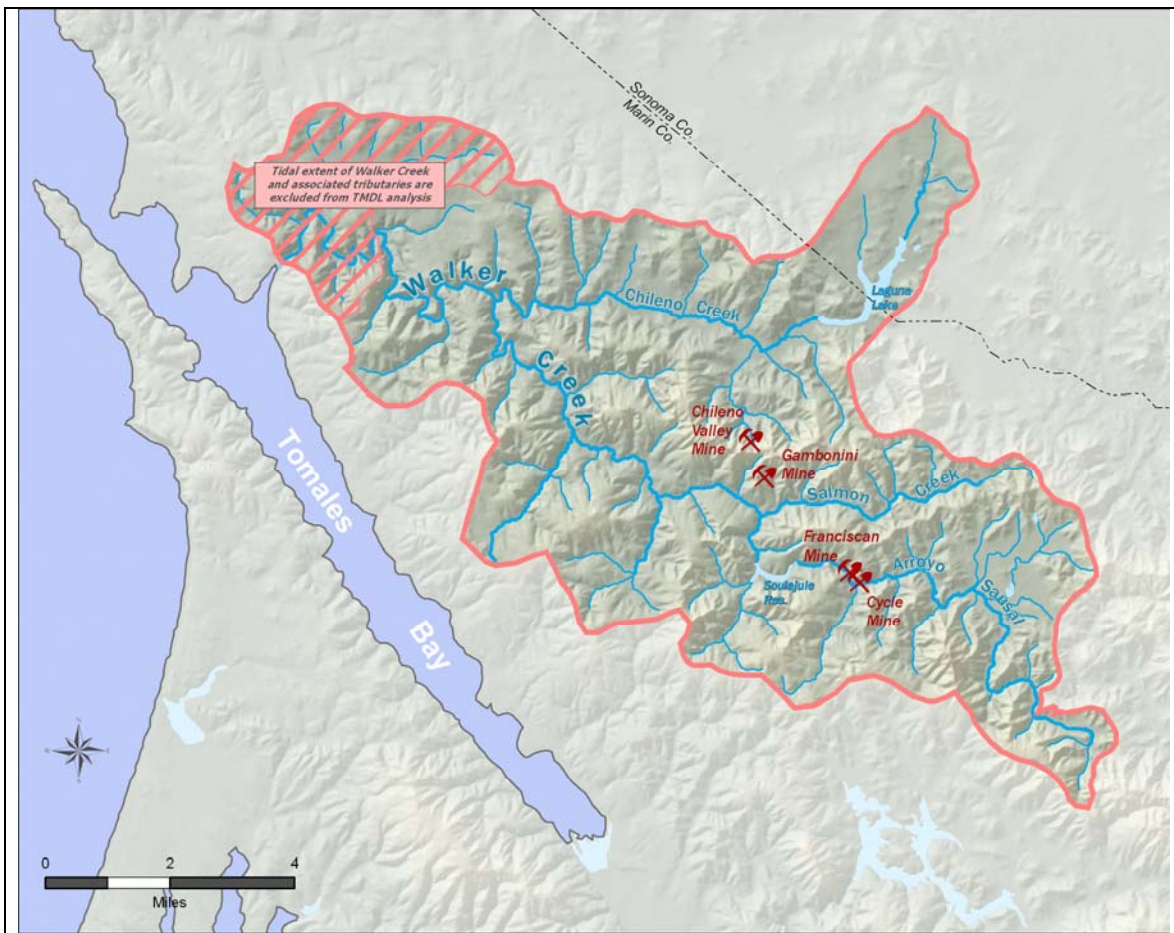 Sonoma Co.
Marin Co.
Tidal extent of Walker Creek
and associated tributaries are
excluded from TMDL analysis
Walker
Creek
Chileno Creek
Laguna
Lake
Chileno
Valley
Mine
Gambonini
Mine
Salmon Creek
Franciscan
Mine
Arroyo
Sausal
Soulejule
Res.
Cycle
Mine
Tomales
Bay
0 2 4
Miles